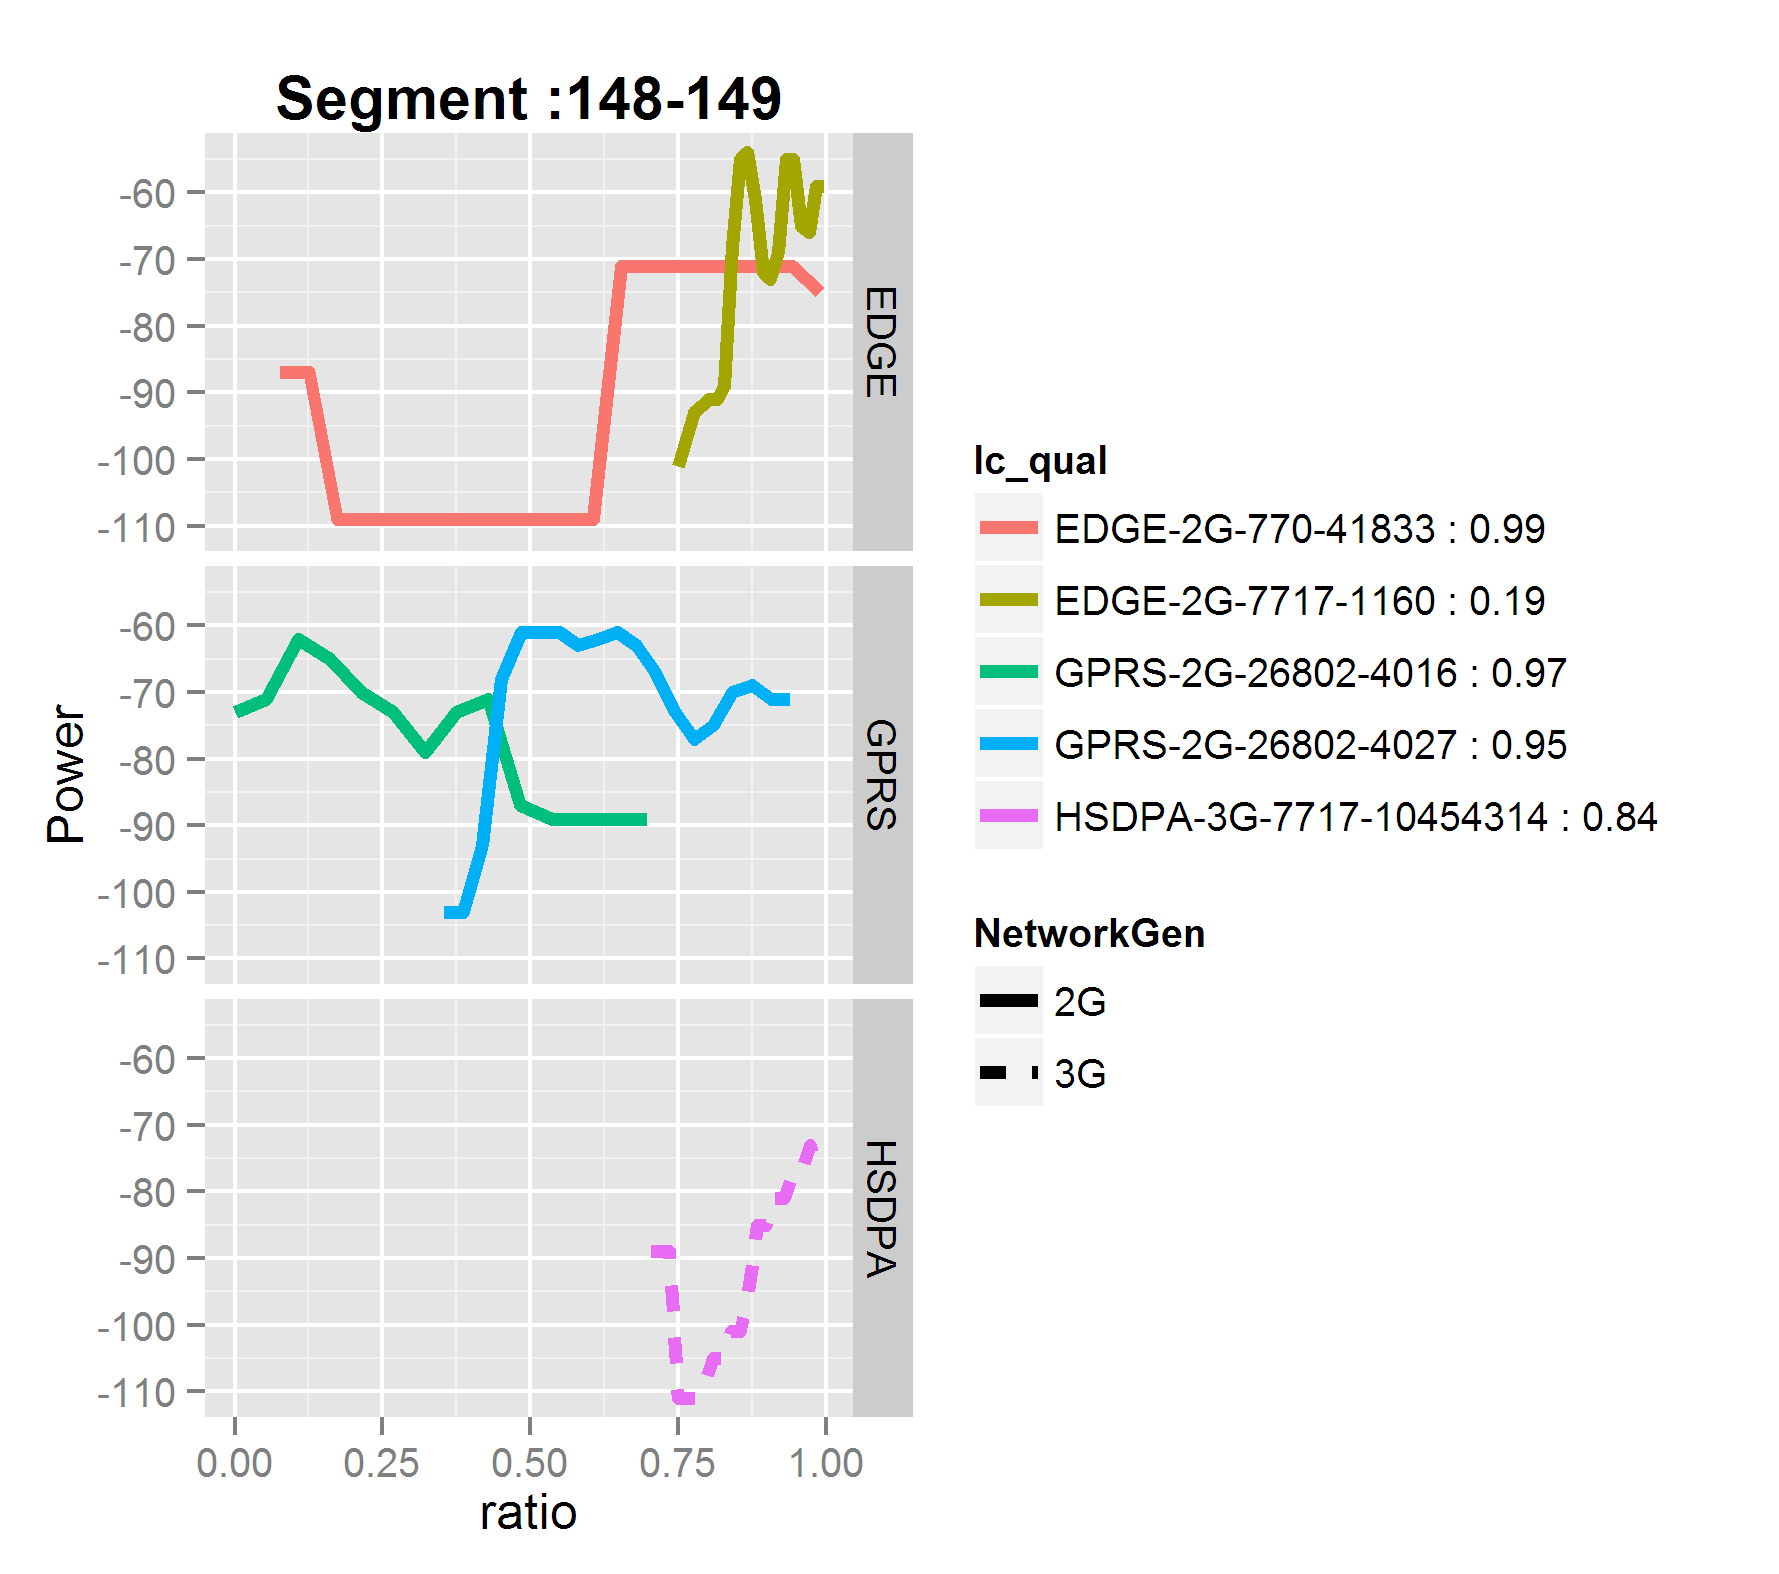 Segment :148-149
-60
-70
-80
-90
-100
-110
EDGE
-60
-70
-80
-90
-100
-110
GPRS
-60
-70
-80
-90
-100
-110
HSDPA
Power
0.00 0.25 0.50 0.75 1.00
ratio
lc_qual
EDGE-2G-770-41833 : 0.99
EDGE-2G-7717-1160 : 0.19
GPRS-2G-26802-4016 : 0.97
GPRS-2G-26802-4027 : 0.95
HSDPA-3G-7717-10454314 : 0.84
NetworkGen
2G
3G